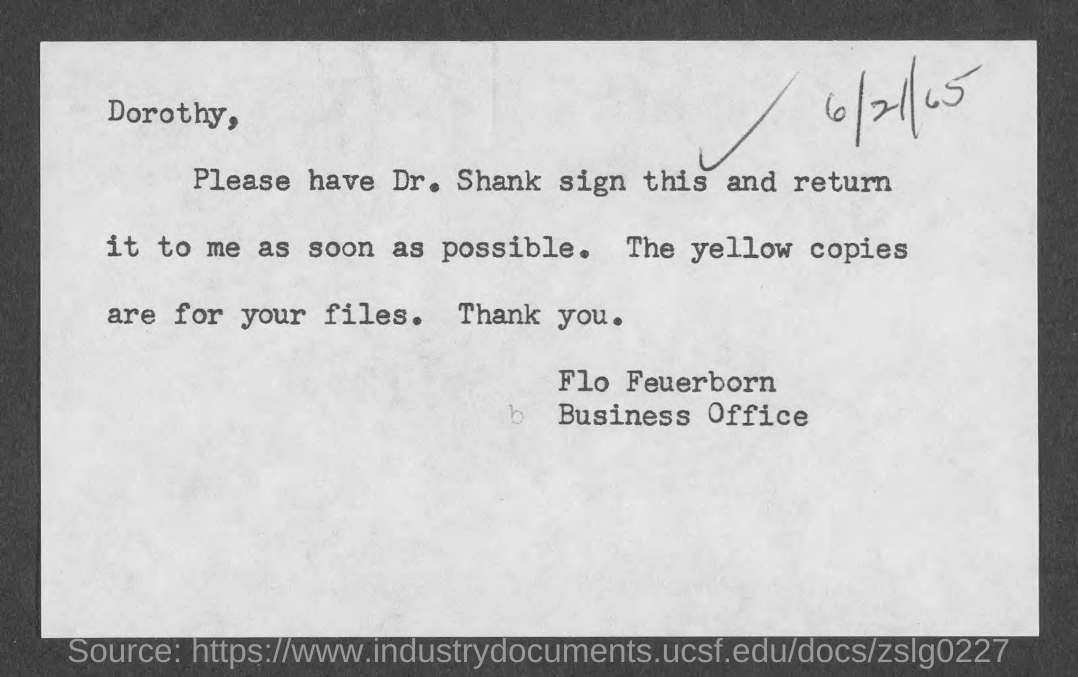 6/21/65
Dorothy,
Please have Dr. Shank sign this and return
it to me as soon as possible. The yellow copies
are for your files. Thank you.
Flo Feuerborn
b Business Office
Source: https://www.industrydocuments.ucsf.edu/docs/zslg0227